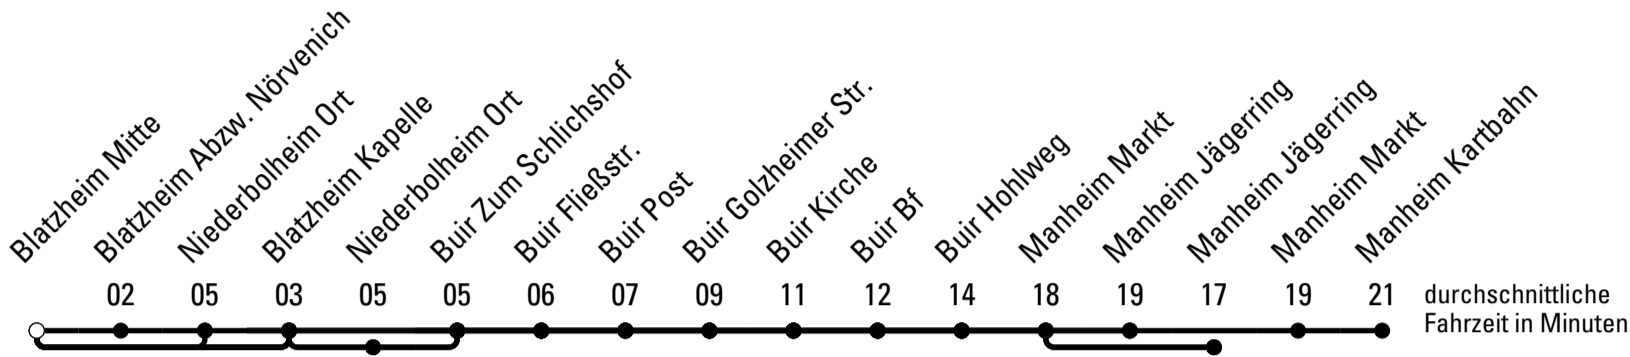 Blatzheim Mitte
Blatzheim Abzw. Nörvenich
Niederbolheim Ort
Blatzheim Kapelle
Niederbolheim Ort
Buir Zum Schlichshof
Buir Fließstr.
Buir Post
Buir Golzheimer Str.
Buir Kirche
Buir Bf
Buir Hohlweg
Manheim Markt
Manheim Jägerring
Manheim Jägerring
Manheim Markt
Manheim Kartbahn
02 05 03 05 05 06 07 09 11 12 14 18 19 17 19 21
durchschnittliche
Fahrzeit in Minuten